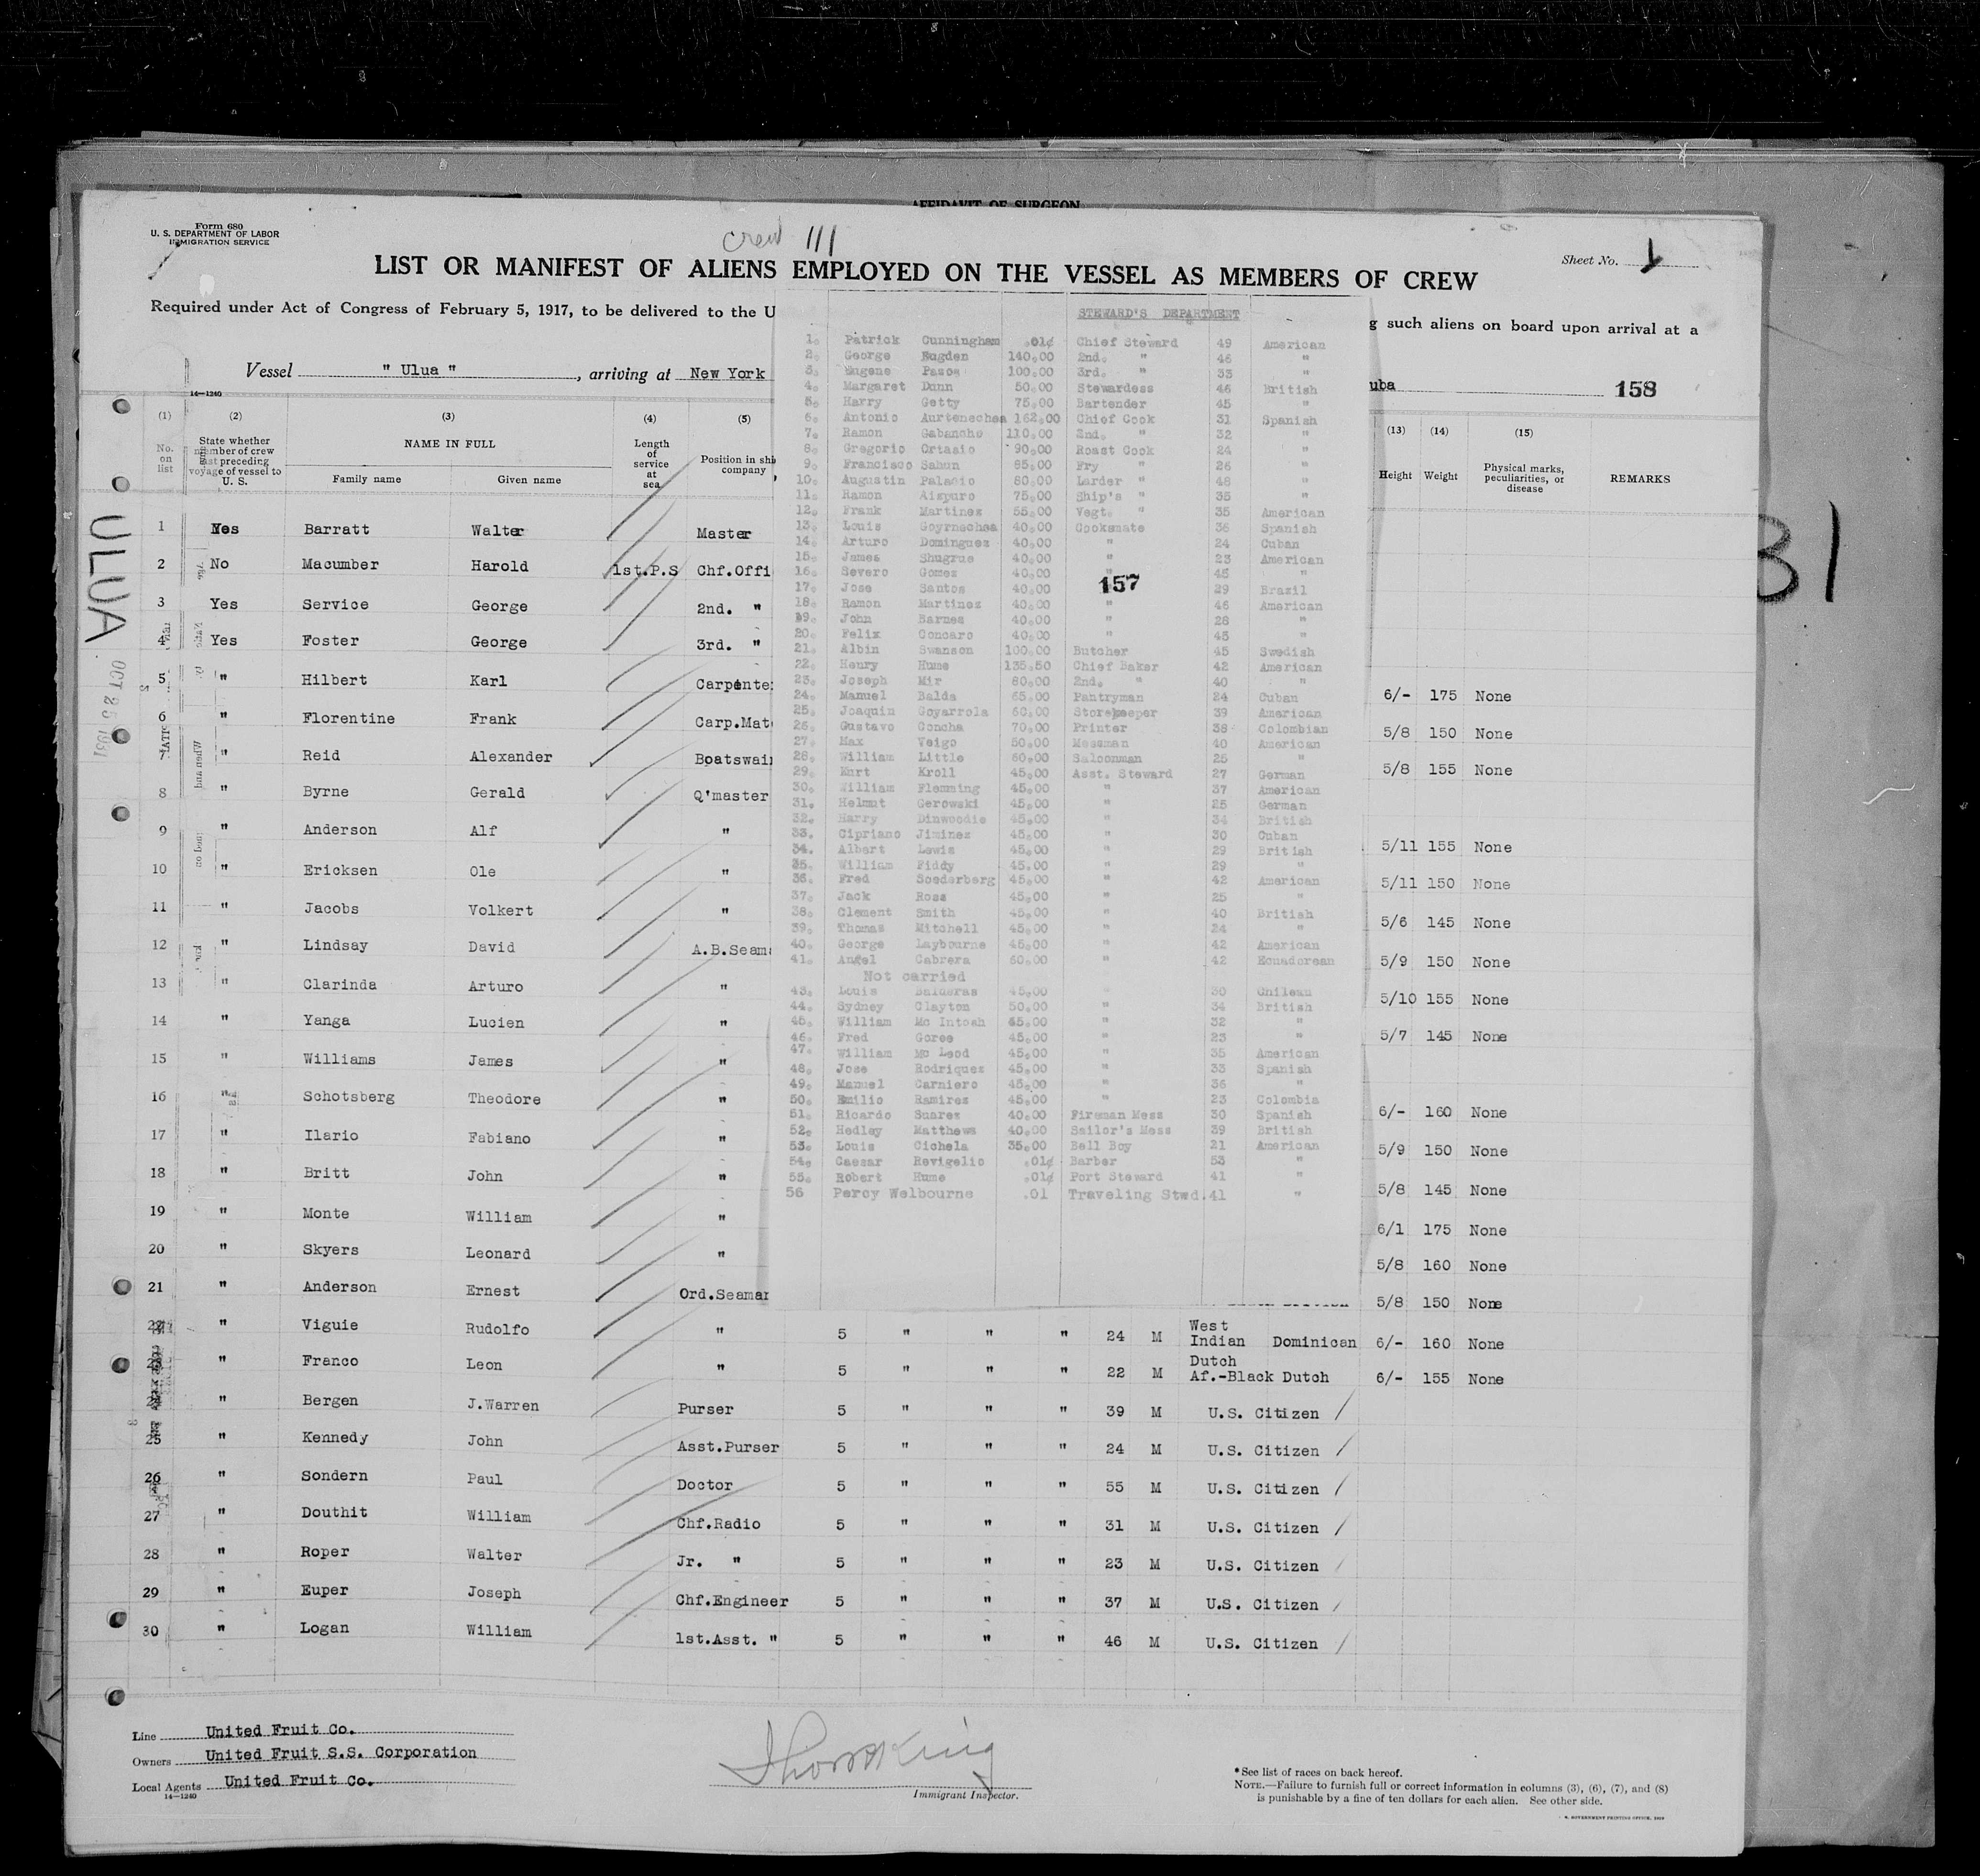 AFFIDAVIT OF SURGEON
Form 680
U. S. DEPARTMENT OF LABOR
IMMIGRATION SERVICE
crew 111
LIST OR MANIFEST OF ALIENS EMPLOYED ON THE VESSEL AS MEMBERS OF CREW
Sheet No. 1
Required under Act of Congress of February 5, 1917, to be delivered to the U
g such aliens on board upon arrival at a
Vessel " Ulua ", arriving at New York
uba 158
14—1240
(1) (2) (3) (4) (5) (13) (14) (15)
No. on list
State whether member of crew last preceding voyage of vessel to U. S.
NAME IN FULL
Family name Given name
Length of service at sea
Position in shi
company
Height Weight Physical marks, peculiarities, or disease REMARKS
ULUA
OCT 25 1931
31
1 Yes Barratt Walter Master
2 No Macumber Harold 1st.P.S Chf.Offi
3 Yes Service George 2nd. "
4 Yes Foster George 3rd. "
5 " Hilbert Karl Carpente 6/- 175 None
6 " Florentine Frank Carp.Mat 5/8 150 None
7 " Reid Alexander Boatswai 5/8 155 None
8 " Byrne Gerald Q'master
9 " Anderson Alf " 5/11 155 None
10 " Ericksen Ole " 5/11 150 None
11 " Jacobs Volkert " 5/6 145 None
12 " Lindsay David A.B.Seam 5/9 150 None
13 " Clarinda Arturo " 5/10 155 None
14 " Yanga Lucien " 5/7 145 None
15 " Williams James "
16 " Schotsberg Theodore " 6/- 160 None
17 " Ilario Fabiano " 5/9 150 None
18 " Britt John " 5/8 145 None
19 " Monte William " 6/1 175 None
20 " Skyers Leonard " 5/8 160 None
21 " Anderson Ernest Ord.Seaman 5/8 150 None
22 " Viguie Rudolfo " 5 " " " 24 M West Indian Dominican 6/- 160 None
23 " Franco Leon " 5 " " " 22 M Dutch Af.-Black Dutch 6/- 155 None
24 " Bergen J.Warren Purser 5 " " " 39 M U.S. Citizen
25 " Kennedy John Asst.Purser 5 " " " 24 M U.S. Citizen
26 " Sondern Paul Doctor 5 " " " 55 M U.S. Citizen
27 " Douthit William Chf.Radio 5 " " " 31 M U.S. Citizen
28 " Roper Walter Jr. " 5 " " " 23 M U.S. Citizen
29 " Euper Joseph Chf.Engineer 5 " " " 37 M U.S. Citizen
30 " Logan William 1st.Asst. " 5 " " " 46 M U.S. Citizen
STEWARD'S DEPARTMENT
1. Patrick Cunningham .01¢ Chief Steward 49 American
2. George Bugden 140.00 2nd. " 46 "
3. Eugene Pazos 100.00 3rd. " 33 "
4. Margaret Dunn 50.00 Stewardess 46 British
5. Harry Getty 75.00 Bartender 45 "
6. Antonio Aurtenechea 162.00 Chief Cook 31 Spanish
7. Ramon Gabancho 110.00 2nd. " 32 "
8. Gregorio Ortasio 90.00 Roast Cook 24 "
9. Francisco Sahun 85.00 Fry " 26 "
10. Augustin Palacio 80.00 Larder " 48 "
11. Ramon Aispuro 75.00 Ship's " 35 "
12. Frank Martinez 55.00 Vegt. " 35 American
13. Louis Goyrnechea 40.00 Cooksmate 36 Spanish
14. Arturo Dominguez 40.00 " 24 Cuban
15. James Shugrue 40.00 " 23 American
16. Severo Gomez 40.00 " 45 "
157
17. Jose Santos 40.00 " 29 Brazil
18. Ramon Martinez 40.00 " 46 American
19. John Barnes 40.00 " 28 "
20. Felix Concaro 40.00 " 45 "
21. Albin Swanson 100.00 Butcher 45 Swedish
22. Henry Hume 135.50 Chief Baker 42 American
23. Joseph Mir 80.00 2nd. " 40 "
24. Manuel Balda 65.00 Pantryman 24 Cuban
25. Joaquin Goyarrola 60.00 Storekeeper 39 American
26. Gustavo Concha 70.00 Printer 38 Colombian
27. Max Veigo 50.00 Messman 40 American
28. William Little 60.00 Saloonman 25 "
29. Kurt Kroll 45.00 Asst. Steward 27 German
30. William Flemming 45.00 " 37 American
31. Helmut Gerowski 45.00 " 25 German
32. Harry Dinwoodie 45.00 " 34 British
33. Cipriano Jiminez 45.00 " 30 Cuban
34. Albert Lewis 45.00 " 29 British
35. William Fiddy 45.00 " 29 "
36. Fred Soederberg 45.00 " 42 American
37. Jack Ross 45.00 " 25 "
38. Clement Smith 45.00 " 40 British
39. Thomas Mitchell 45.00 " 24 "
40. George Laybourne 45.00 " 42 American
41. Angel Cabrera 60.00 " 42 Ecuadorean
Not carried
43. Louis Balderas 45.00 " 30 Chilean
44. Sydney Clayton 50.00 " 34 British
45. William Mc Intosh 45.00 " 32 "
46. Fred Goree 45.00 " 23 "
47. William Mc Leod 45.00 " 35 American
48. Jose Rodriquez 45.00 " 33 Spanish
49. Manuel Carniero 45.00 " 36 "
50. Emilio Ramirez 45.00 " 23 Colombia
51. Ricardo Suarez 40.00 Fireman Mess 30 Spanish
52. Hedley Matthews 40.00 Sailor's Mess 39 British
53. Louis Cichela 35.00 Bell Boy 21 American
54. Caesar Revigelio .01¢ Barber 53 "
55. Robert Hume .01¢ Port Steward 41 "
56 Percy Welbourne .01 Traveling Stwd. 41 "
Line United Fruit Co.
Owners United Fruit S.S. Corporation
Local Agents United Fruit Co.
14—1240
Immigrant Inspector.
*See list of races on back hereof.
NOTE.—Failure to furnish full or correct information in columns (3), (6), (7), and (8)
is punishable by a fine of ten dollars for each alien. See other side.